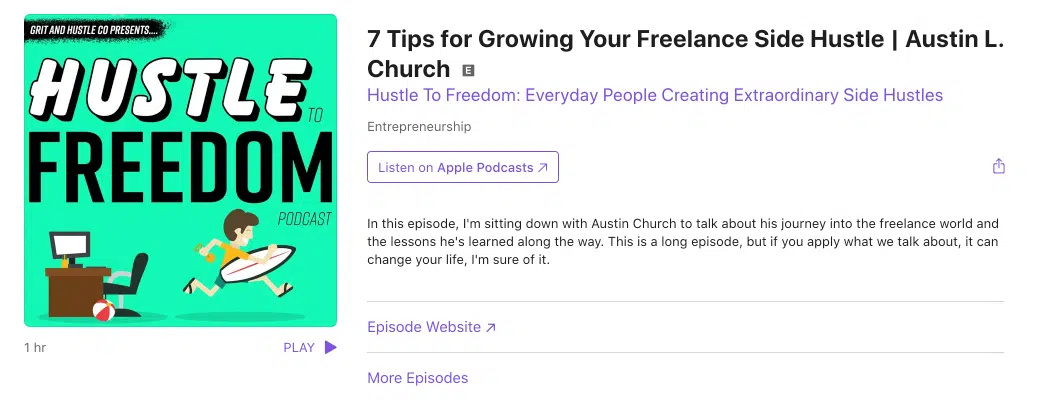 GRIT AND HUSTLE CO PRESENTS....
HUSTLE
TO
FREEDOM
PODCAST
1 hr
PLAY
7 Tips for Growing Your Freelance Side Hustle | Austin L.
Church E
Hustle To Freedom: Everyday People Creating Extraordinary Side Hustles
Entrepreneurship
Listen on Apple Podcasts ↗
In this episode, I'm sitting down with Austin Church to talk about his journey into the freelance world and
the lessons he's learned along the way. This is a long episode, but if you apply what we talk about, it can
change your life, I'm sure of it.
Episode Website ↗
More Episodes